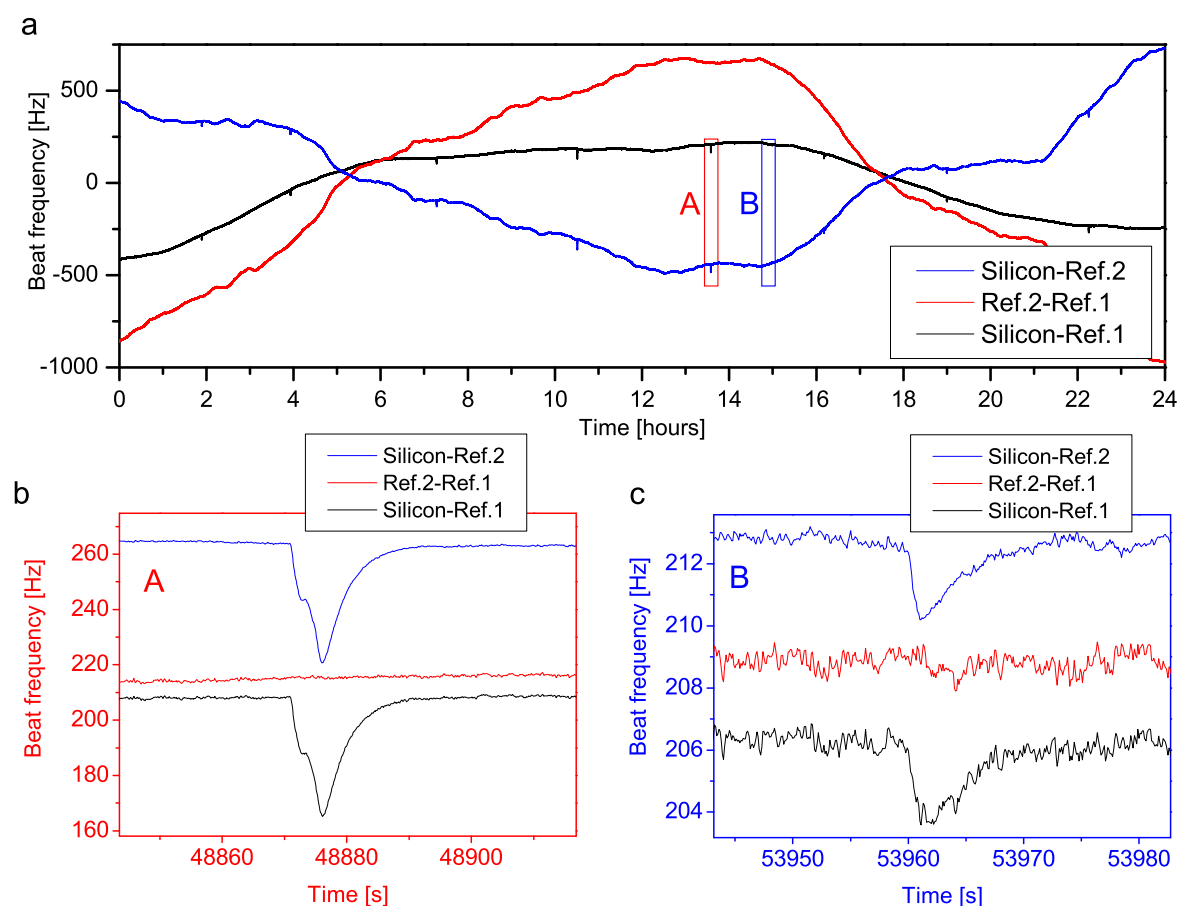 a
Beat frequency [Hz]
500
0
-500
-1000
A
B
Silicon-Ref.2
Ref.2-Ref.1
Silicon-Ref.1
0 2 4 6 8 10 12 14 16 18 20 22 24
Time [hours]
b
Silicon-Ref.2
Ref.2-Ref.1
Silicon-Ref.1
A
Beat frequency [Hz]
260
240
220
200
180
160
48860 48880 48900
Time [s]
c
Silicon-Ref.2
Ref.2-Ref.1
Silicon-Ref.1
B
Beat frequency [Hz]
212
210
208
206
204
53950 53960 53970 53980
Time [s]